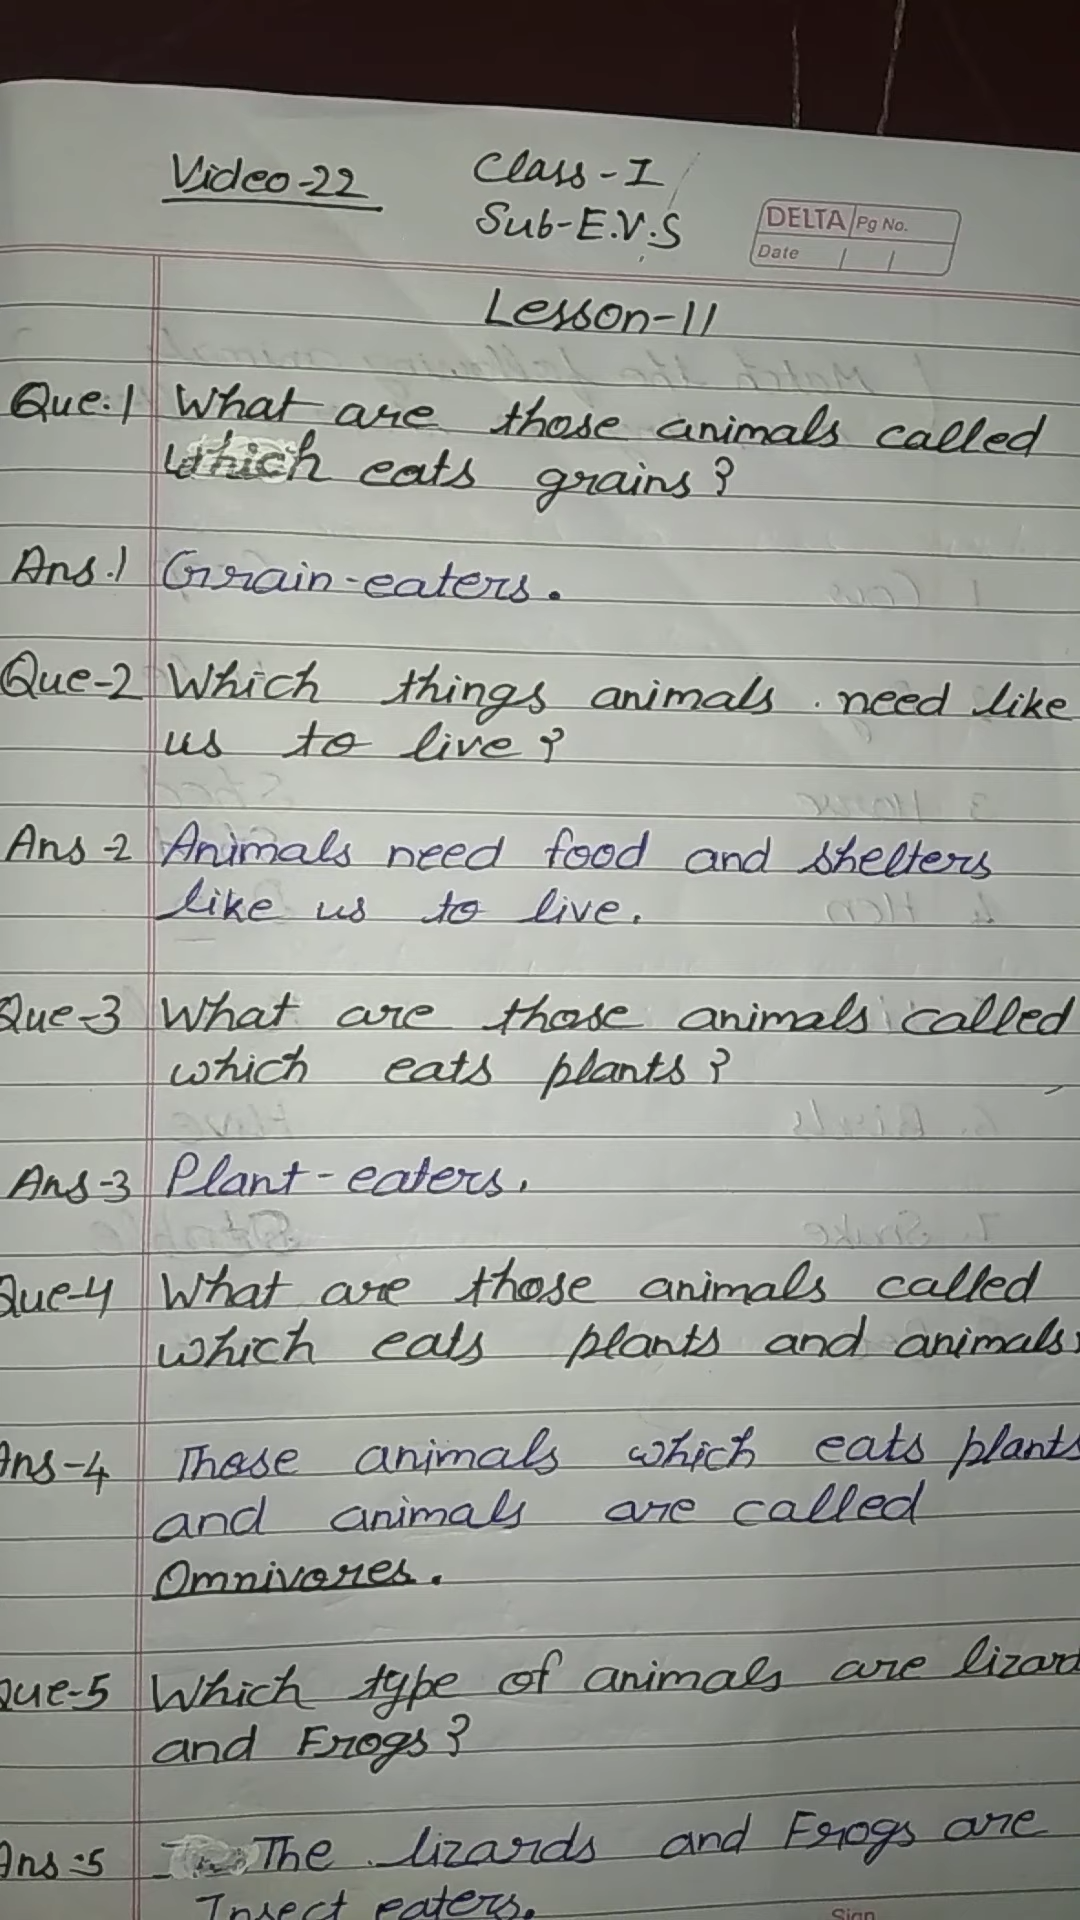 Video-22
Class-I
Sub-E.V.S
DELTA Pg No.
Date
Lesson-11
Que.1 What are those animals called
which eats grains?
Ans.1 Grain-eaters.
Que-2 Which things animals need like
us to live?
Ans-2 Animals need food and shelters
like us to live.
Que-3 What are those animals called
which eats plants?
Ans-3 Plant-eaters.
Que-4 What are those animals called
which eats plants and animals
Ans-4 Those animals which eats plants
and animals are called
Omnivores.
Que-5 Which type of animals are lizard
and Frogs?
Ans-5 The lizards and Frogs are
Insect eaters.
Sign